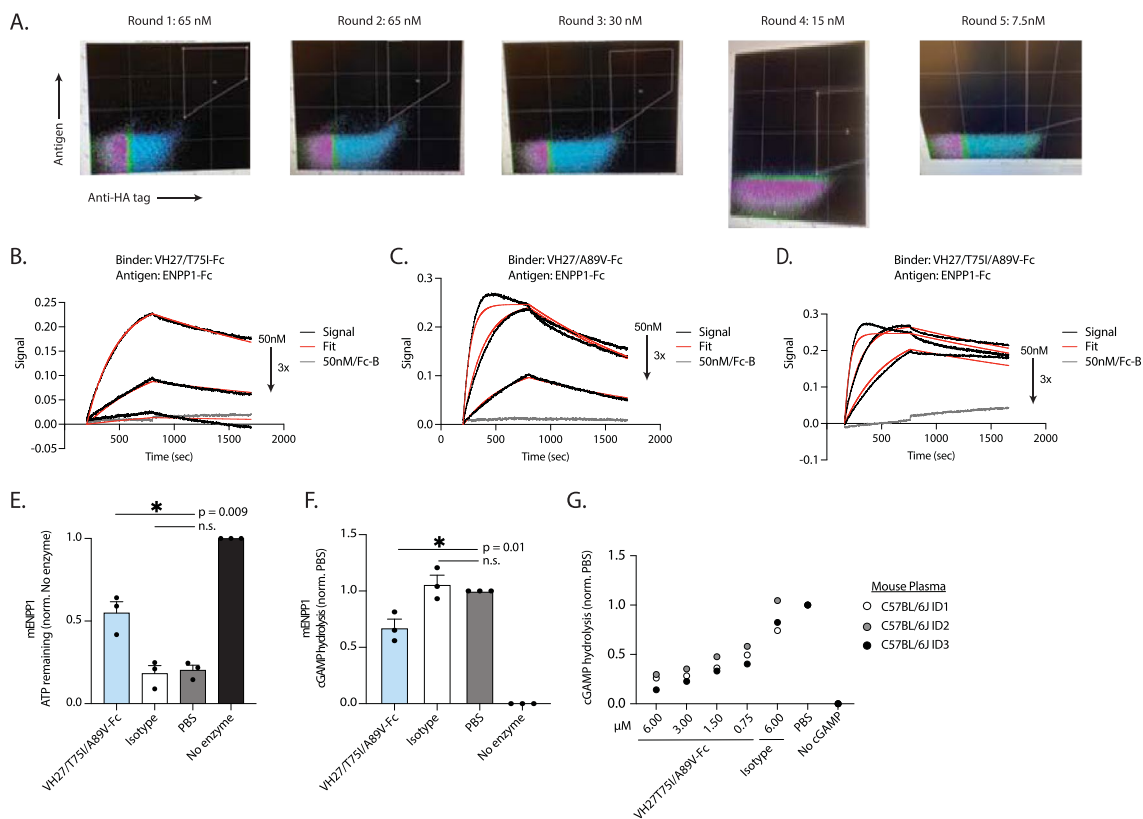 A.
Round 1: 65 nM
Round 2: 65 nM
Round 3: 30 nM
Round 4: 15 nM
Round 5: 7.5nM
Antigen
Anti-HA tag
B.
Binder: VH27/T75I-Fc
Antigen: ENPP1-Fc
Signal
0.25
0.20
0.15
0.10
0.05
0.00
-0.05
500
1000
1500
2000
Time (sec)
Signal
Fit
50nM/Fc-B
50nM
3x
C.
Binder: VH27/A89V-Fc
Antigen: ENPP1-Fc
Signal
0.3
0.2
0.1
0.0
500
1000
1500
2000
Time (sec)
Signal
Fit
50nM/Fc-B
50nM
3x
D.
Binder: VH27/T75I/A89V-Fc
Antigen: ENPP1-Fc
Signal
0.3
0.2
0.1
0.0
-0.1
500
1000
1500
2000
Time (sec)
Signal
Fit
50nM/Fc-B
50nM
3x
E.
mENPP1
ATP remaining (norm. No enzyme)
1.0
0.5
0.0
*
p = 0.009
n.s.
VH27/T75I/A89V-Fc
Isotype
PBS
No enzyme
F.
mENPP1
cGAMP hydrolysis (norm. PBS)
1.5
1.0
0.5
0.0
*
p = 0.01
n.s.
VH27/T75I/A89V-Fc
Isotype
PBS
No enzyme
G.
cGAMP hydrolysis (norm. PBS)
1.5
1.0
0.5
0.0
μM
6.00
3.00
1.50
0.75
6.00
PBS
No cGAMP
VH27T75I/A89V-Fc
Isotype
Mouse Plasma
C57BL/6J ID1
C57BL/6J ID2
C57BL/6J ID3